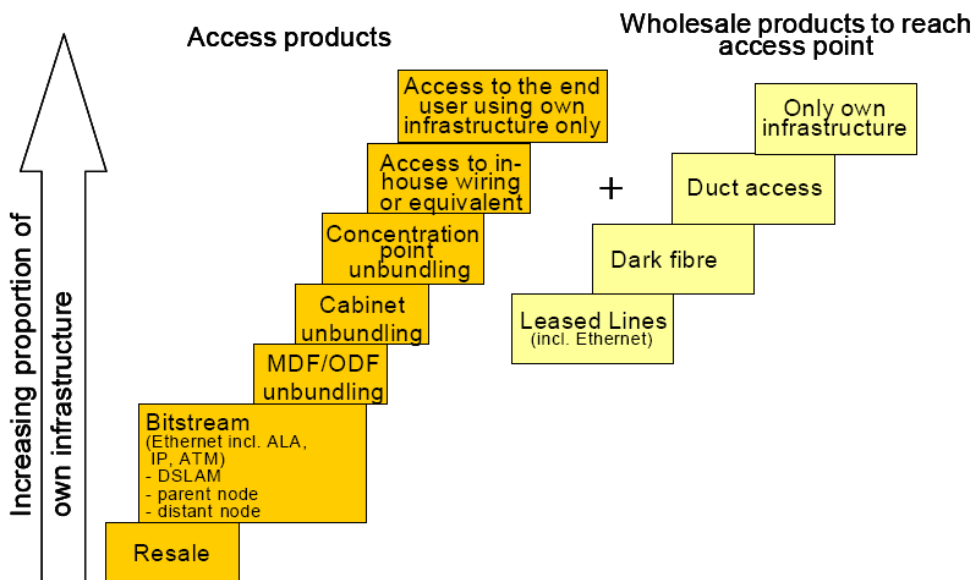 Access products
Wholesale products to reach
access point
Increasing proportion of
own infrastructure
Access to the end
user using own
infrastructure only
Access to in-
house wiring
or equivalent
Concentration
point
unbundling
Cabinet
unbundling
MDF/ODF
unbundling
Bitstream
(Ethernet incl. ALA,
IP, ATM)
- DSLAM
- parent node
- distant node
Resale
+
Only own
infrastructure
Duct access
Dark fibre
Leased Lines
(incl. Ethernet)